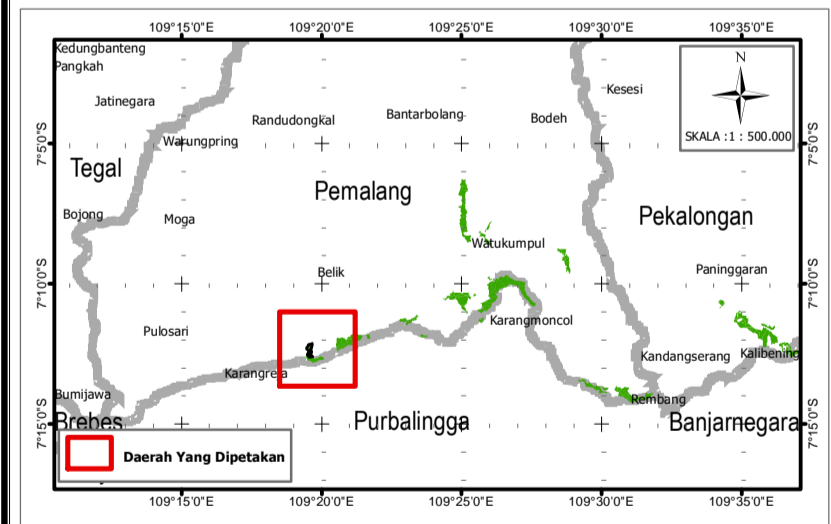 109°15'0"E 109°20'0"E 109°25'0"E 109°30'0"E 109°35'0"E
Kedungbanteng
Pangkah
N
Kesesi
Jatinegara
Randudongkal
Bantarbolang
Bodeh
SKALA :1 : 500.000
7°5'0"S
7°5'0"S
Warungpring
Tegal
Pemalang
Bojong
Moga
Pekalongan
Watukumpul
Belik
Paninggaran
7°10'0"S
7°10'0"S
Karangmoncol
Pulosari
Kandangserang
Kalibening
Karangreja
Bumijawa
Rembang
Brebes
Purbalingga
Banjarnegara
7°15'0"S
7°15'0"S
Daerah Yang Dipetakan
109°15'0"E 109°20'0"E 109°25'0"E 109°30'0"E 109°35'0"E